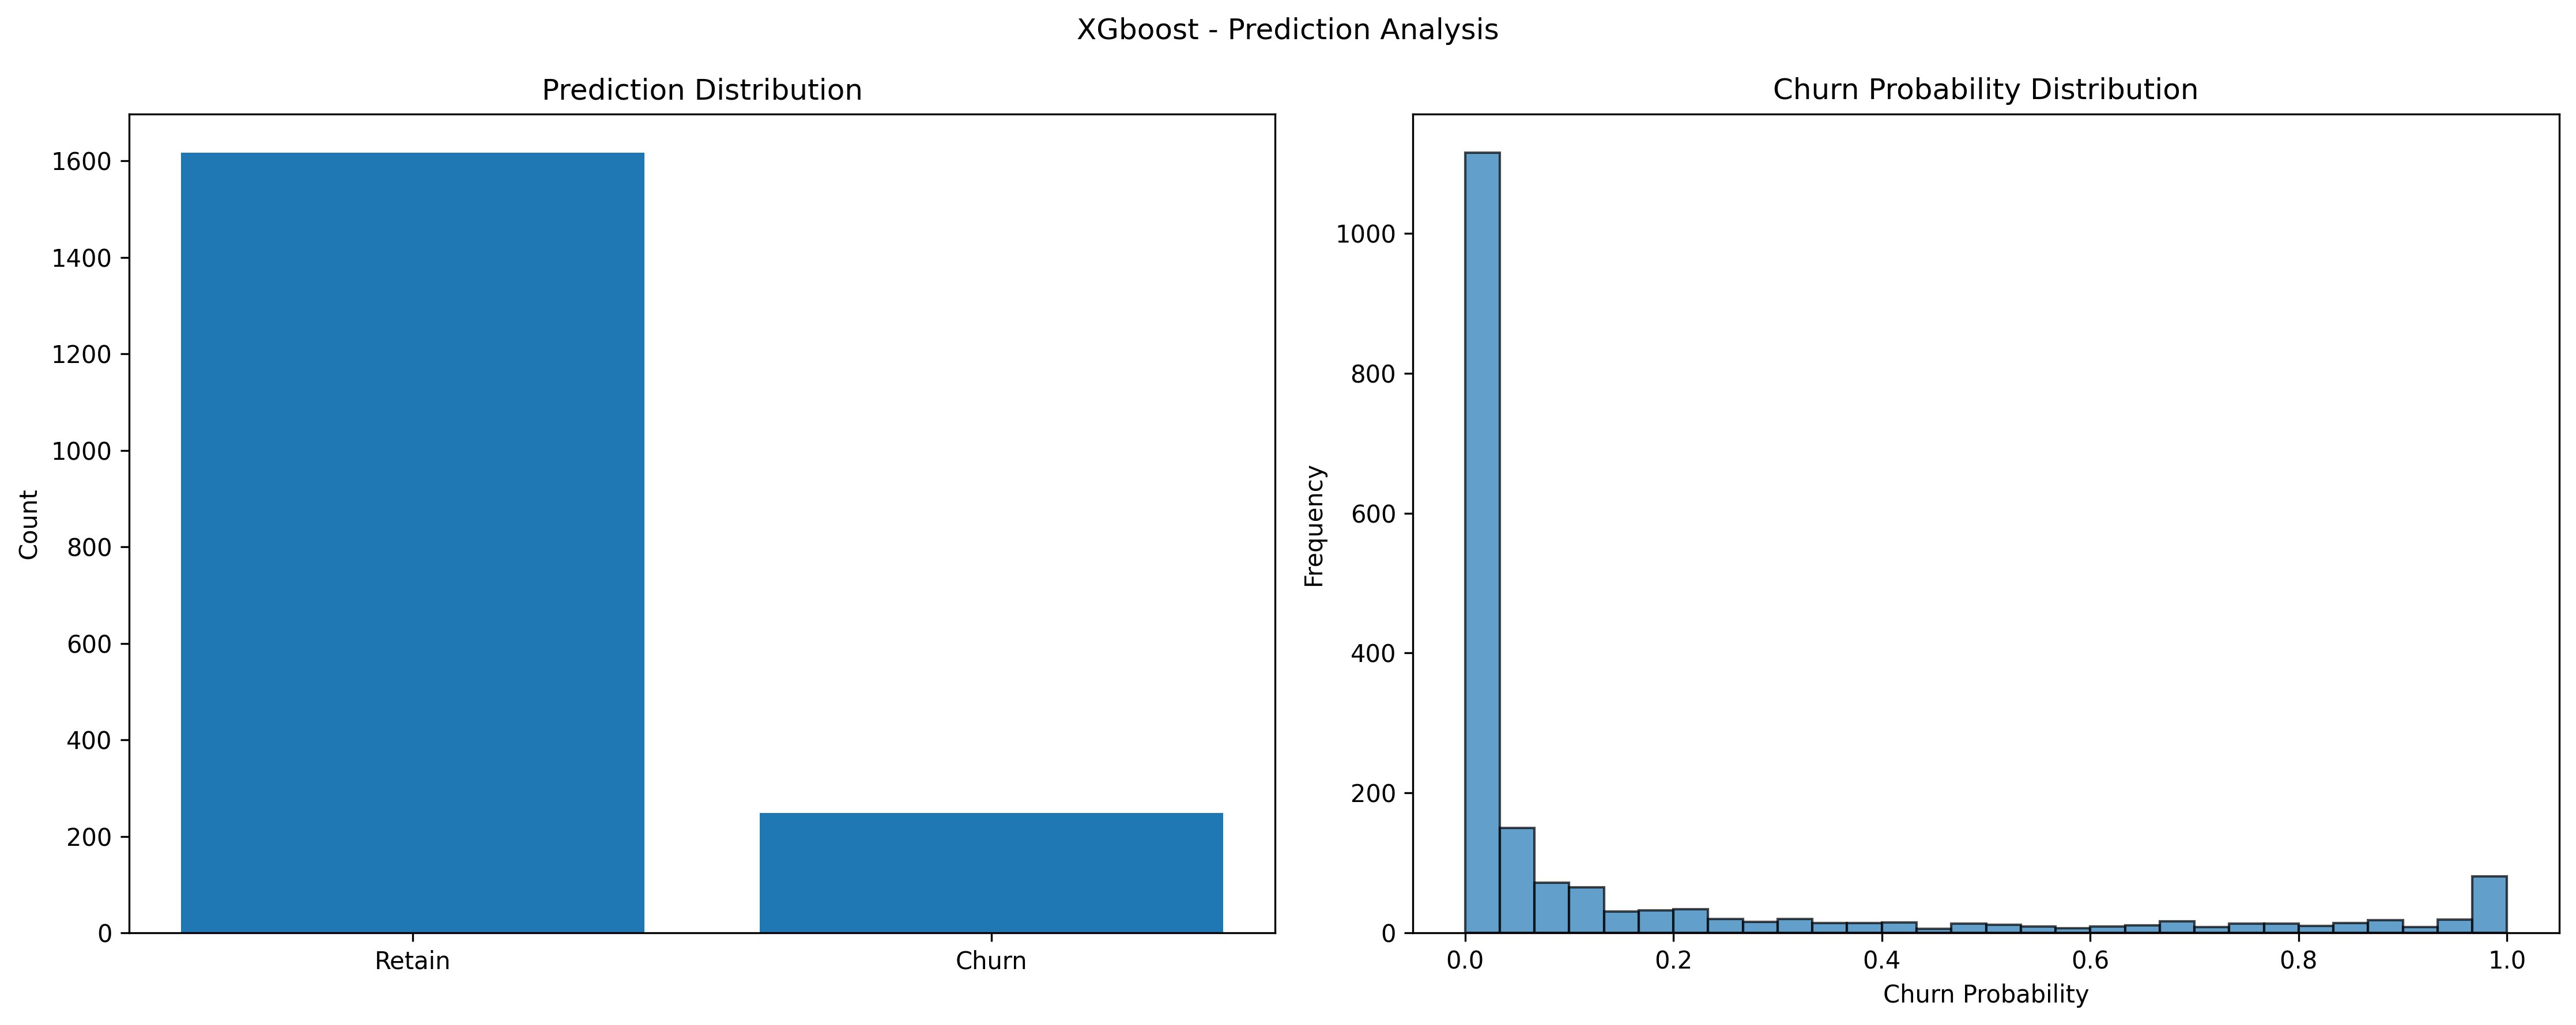 XGboost - Prediction Analysis
Prediction Distribution
Count
1600
1400
1200
1000
800
600
400
200
0
Retain
Churn
Churn Probability Distribution
Frequency
1000
800
600
400
200
0
0.0
0.2
0.4
0.6
0.8
1.0
Churn Probability